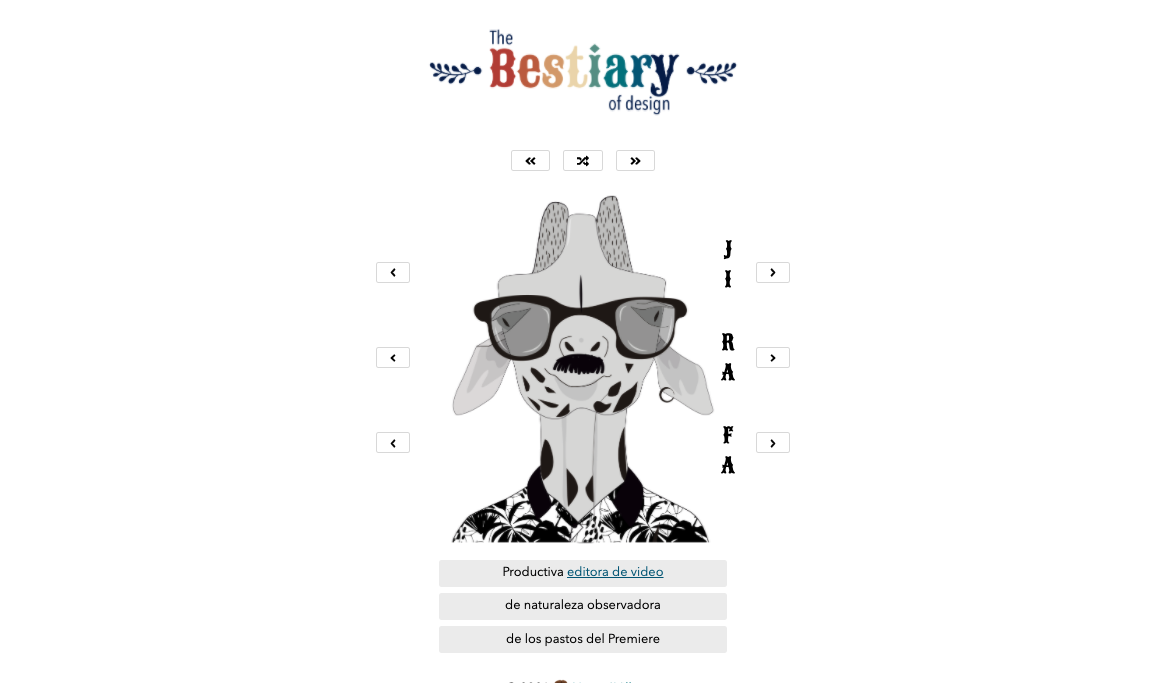 The
Bestiary
of design
JI
RA
FA
Productiva editora de video
de naturaleza observadora
de los pastos del Premiere